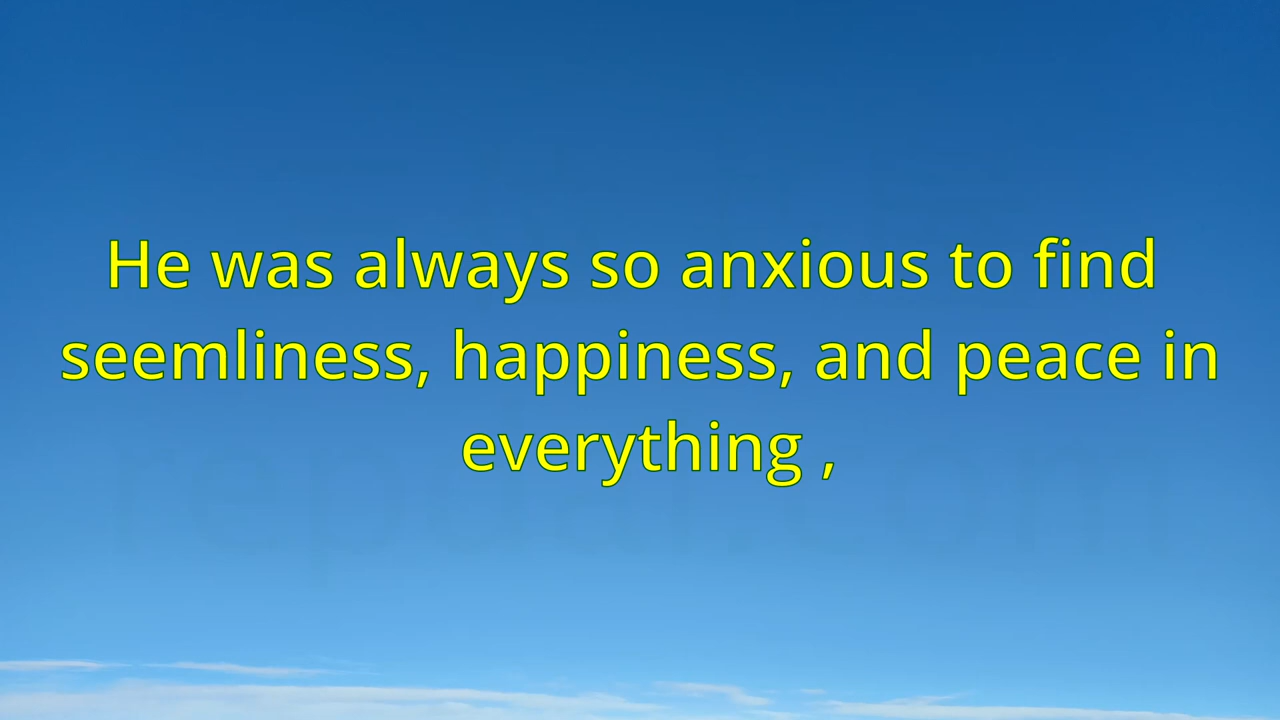 He was always so anxious to find
seemliness, happiness, and peace in
everything ,